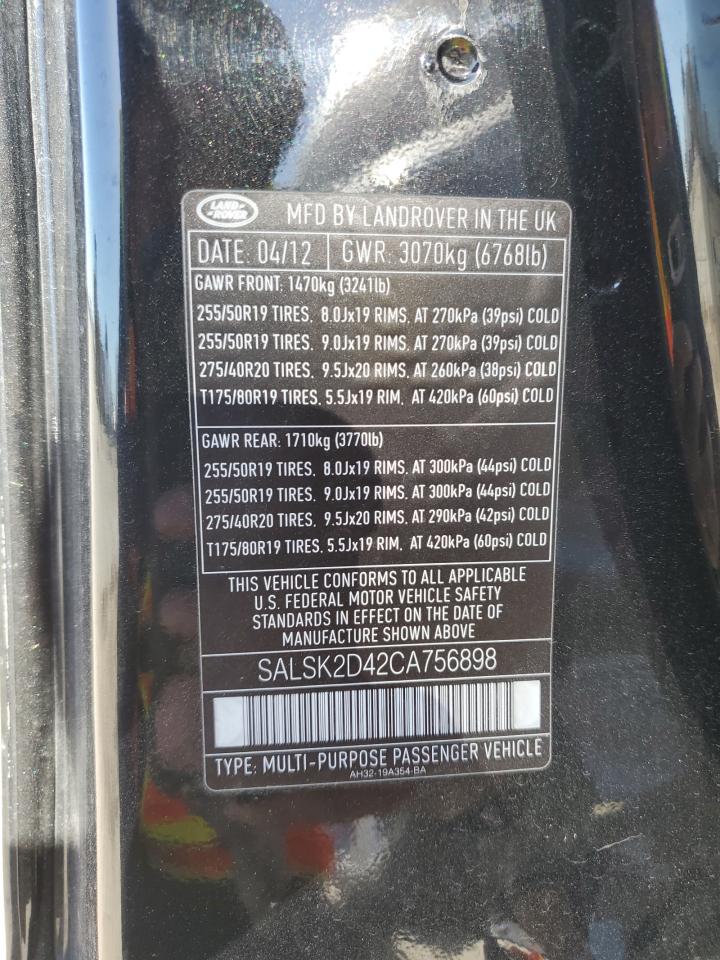 LAND ROVER MFD BY LANDROVER IN THE UK
DATE: 04/12 GWR: 3070kg (6768lb)
GAWR FRONT: 1470kg (3241lb)
255/50R19 TIRES, 8.0Jx19 RIMS, AT 270kPa (39psi) COLD
255/50R19 TIRES, 9.0Jx19 RIMS, AT 270kPa (39psi) COLD
275/40R20 TIRES, 9.5Jx20 RIMS, AT 260kPa (38psi) COLD
T175/80R19 TIRES, 5.5Jx19 RIM, AT 420kPa (60psi) COLD
GAWR REAR: 1710kg (3770lb)
255/50R19 TIRES, 8.0Jx19 RIMS, AT 300kPa (44psi) COLD
255/50R19 TIRES, 9.0Jx19 RIMS, AT 300kPa (44psi) COLD
275/40R20 TIRES, 9.5Jx20 RIMS, AT 290kPa (42psi) COLD
T175/80R19 TIRES, 5.5Jx19 RIM, AT 420kPa (60psi) COLD
THIS VEHICLE CONFORMS TO ALL APPLICABLE
U.S. FEDERAL MOTOR VEHICLE SAFETY
STANDARDS IN EFFECT ON THE DATE OF
MANUFACTURE SHOWN ABOVE
SALSK2D42CA756898
TYPE: MULTI-PURPOSE PASSENGER VEHICLE
AH32-19A354-BA